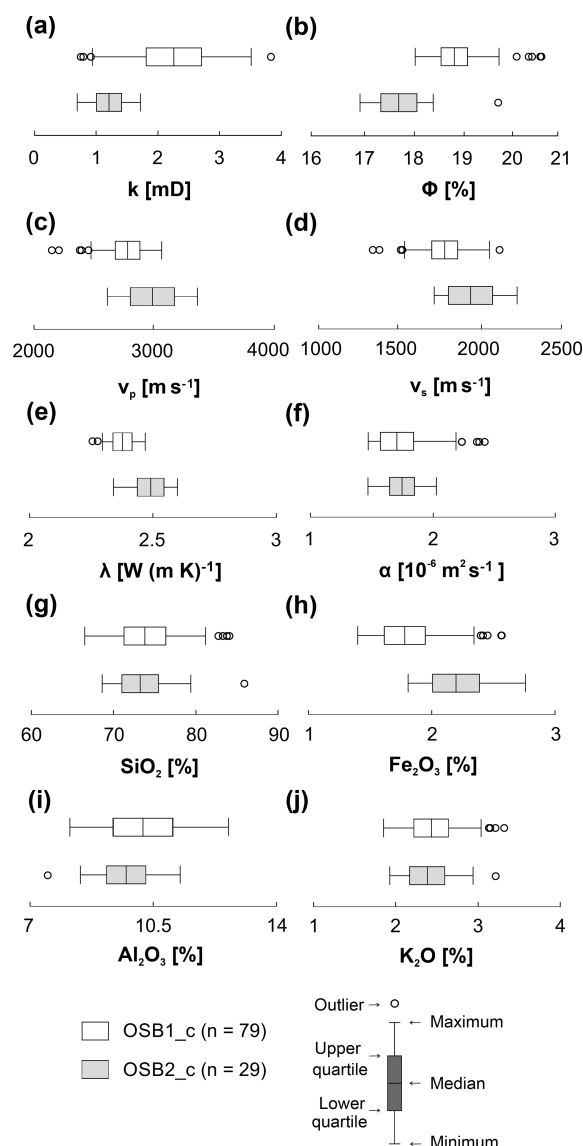 (a) (b)
0 1 2 3 4 16 17 18 19 20 21
k [mD] Φ [%]
(c) (d)
2000 3000 4000 1000 1500 2000 2500
vₚ [m s⁻¹] vₛ [m s⁻¹]
(e) (f)
2 2.5 3 1 2 3
λ [W (m K)⁻¹] α [10⁻⁶ m² s⁻¹]
(g) (h)
60 70 80 90 1 2 3
SiO₂ [%] Fe₂O₃ [%]
(i) (j)
7 10.5 14 1 2 3 4
Al₂O₃ [%] K₂O [%]
OSB1_c (n = 79)
OSB2_c (n = 29)
Outlier
Maximum
Upper
quartile
Median
Lower
quartile
Minimum